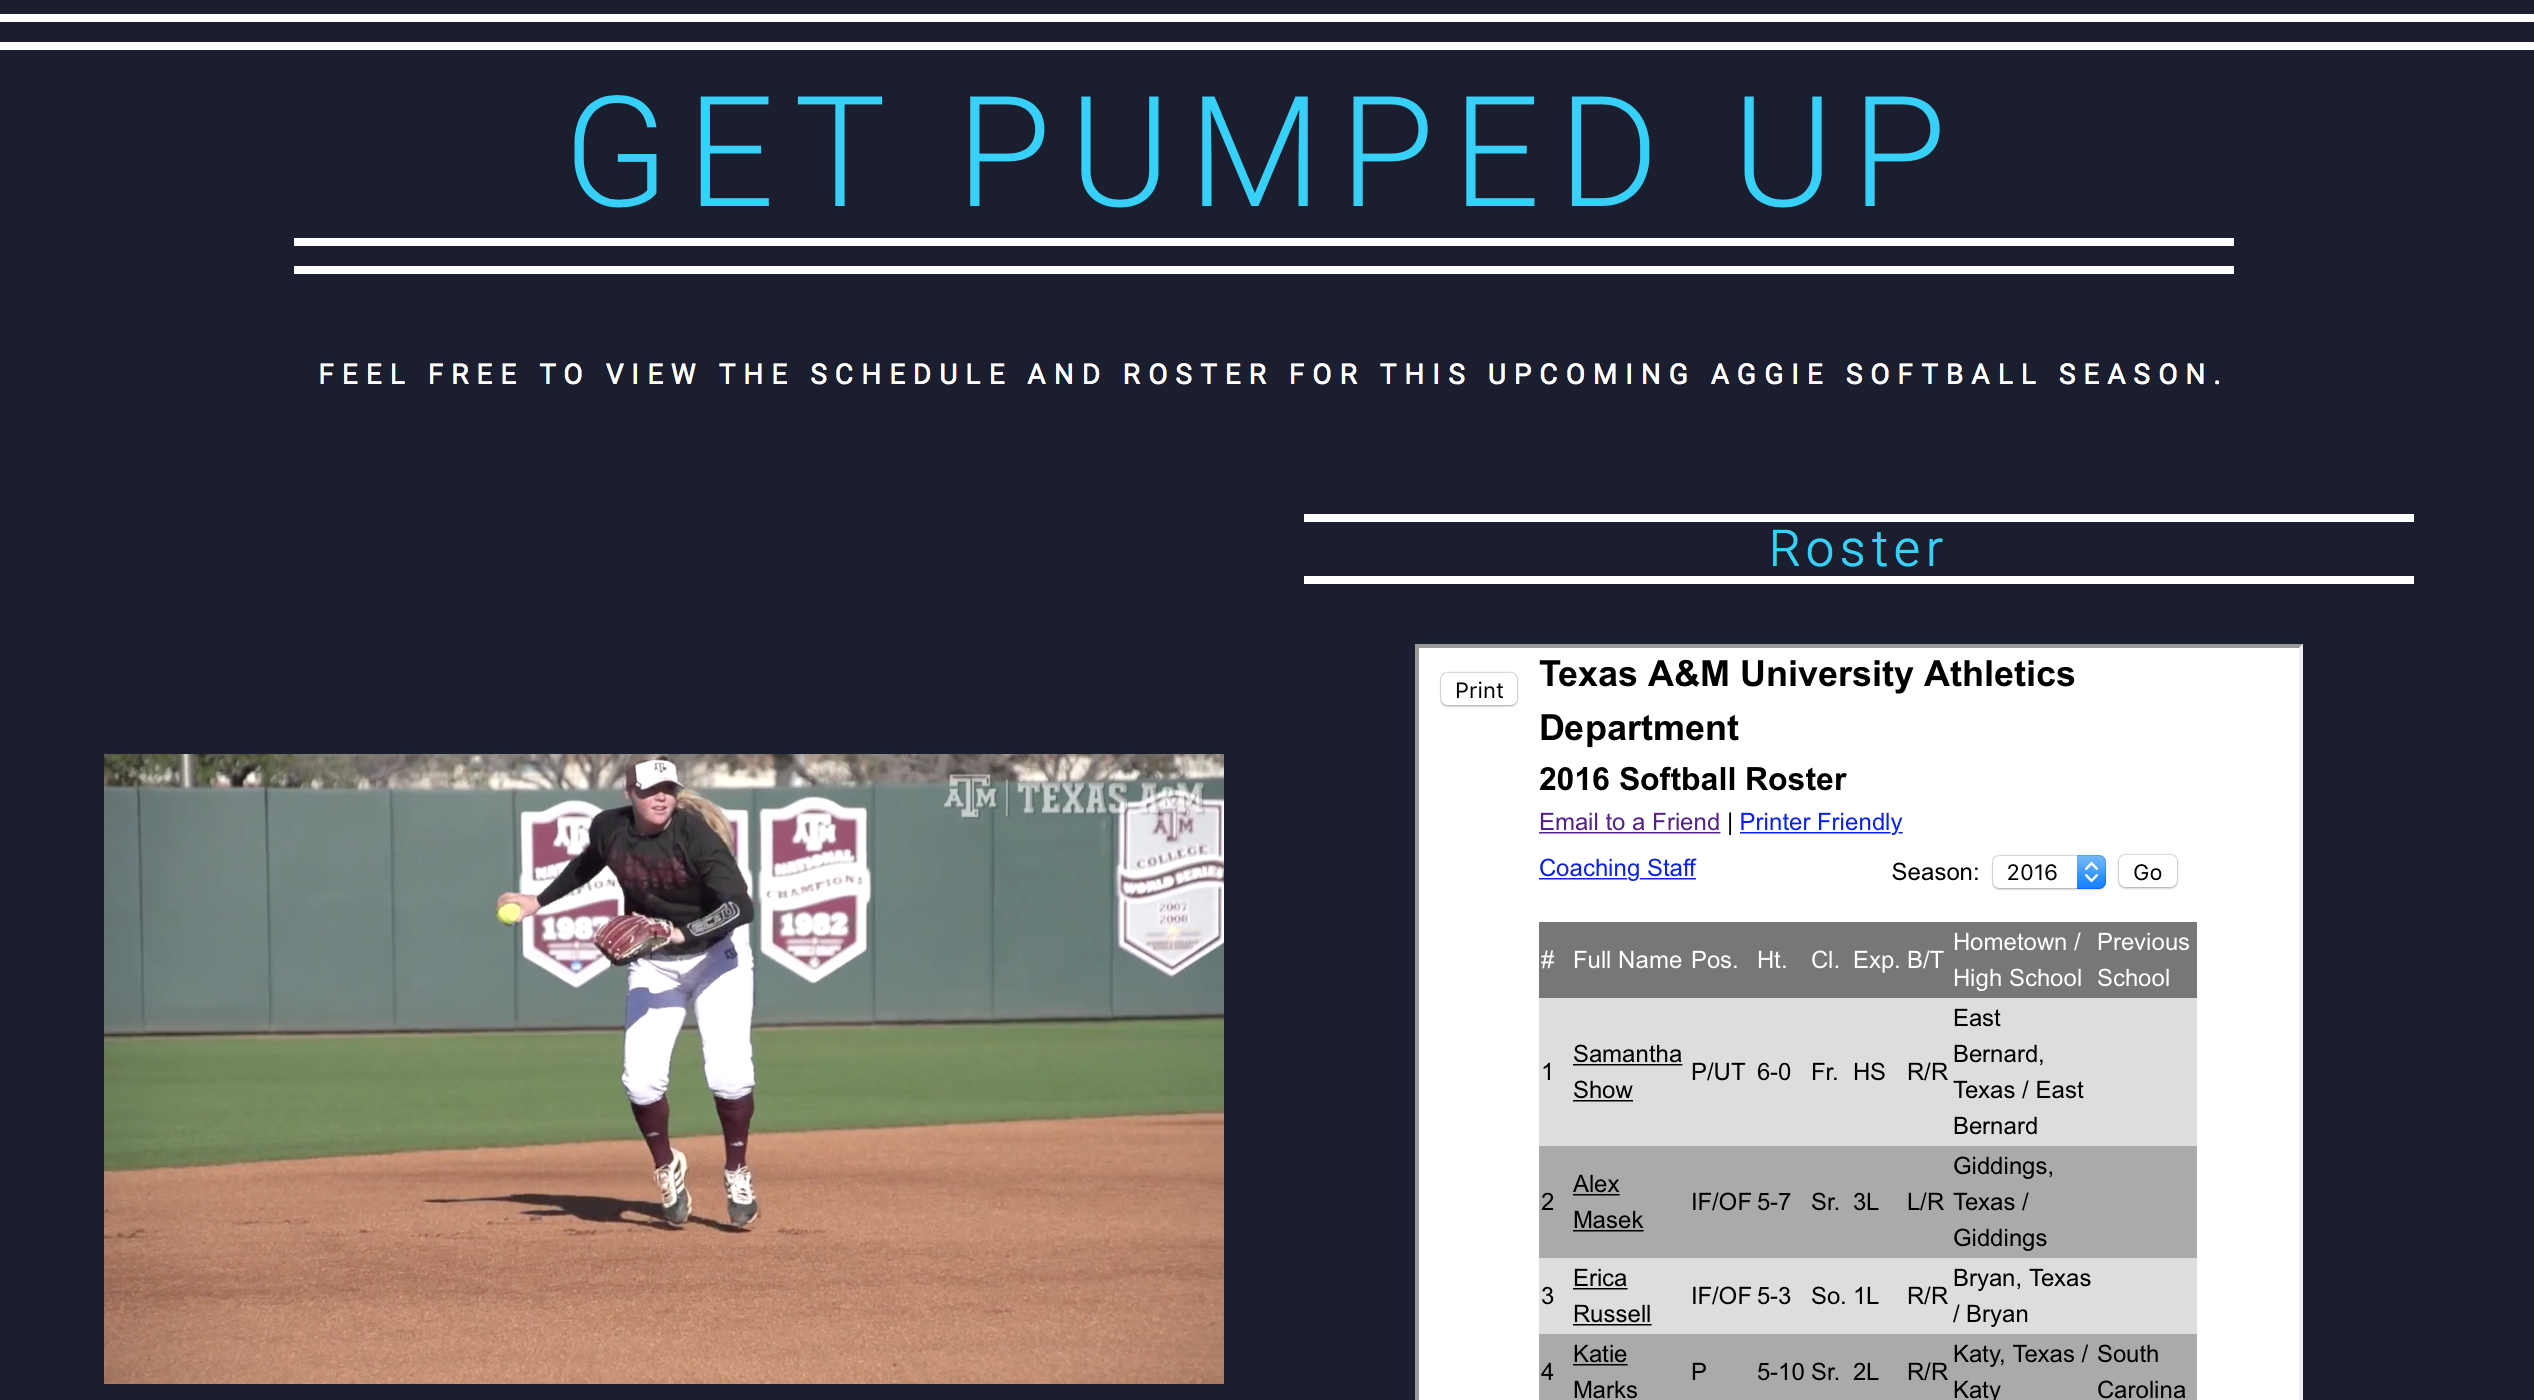 GET PUMPED UP
FEEL FREE TO VIEW THE SCHEDULE AND ROSTER FOR THIS UPCOMING AGGIE SOFTBALL SEASON.
ATM | TEXAS A&M
NATIONAL
CHAMPIONS
1987
1982
ATM
COLLEGE
WORLD SERIES
2007
2008
Roster
Print
Texas A&M University Athletics
Department
2016 Softball Roster
Email to a Friend | Printer Friendly
Coaching Staff Season: 2016 Go
# Full Name Pos. Ht. Cl. Exp. B/T Hometown / High School Previous School
1 Samantha Show P/UT 6-0 Fr. HS R/R East Bernard, Texas / East Bernard
2 Alex Masek IF/OF 5-7 Sr. 3L L/R Giddings, Texas / Giddings
3 Erica Russell IF/OF 5-3 So. 1L R/R Bryan, Texas / Bryan
4 Katie Marks P 5-10 Sr. 2L R/R Katy, Texas / Katy South Carolina